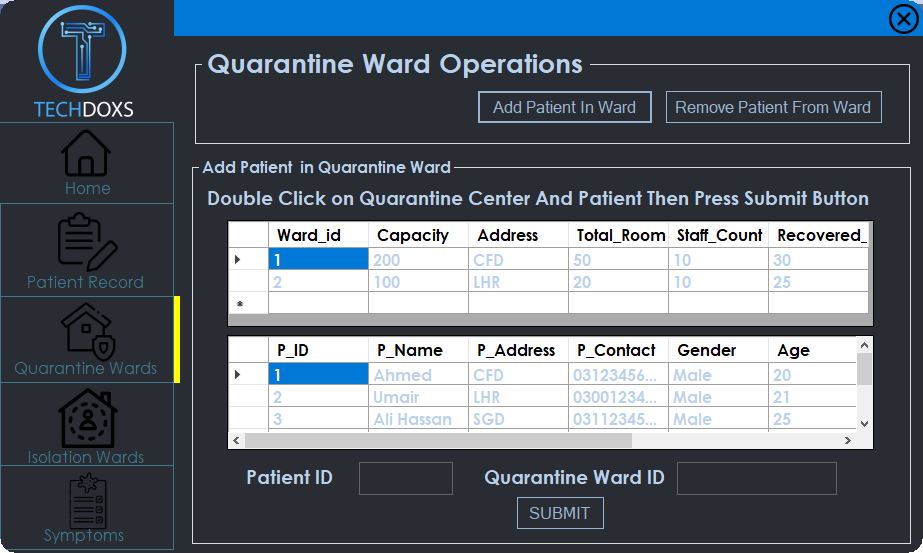 TECHDOXS
Home
Patient Record
Quarantine Wards
Isolation Wards
Symptoms
Quarantine Ward Operations
Add Patient In Ward Remove Patient From Ward
Add Patient in Quarantine Ward
Double Click on Quarantine Center And Patient Then Press Submit Button
Ward_id Capacity Address Total_Room Staff_Count Recovered_
1 200 CFD 50 10 30
2 100 LHR 20 10 25
*
P_ID P_Name P_Address P_Contact Gender Age
1 Ahmed CFD 03123456... Male 20
2 Umair LHR 03001234... Male 21
3 Ali Hassan SGD 03112345... Male 25
Patient ID Quarantine Ward ID
SUBMIT